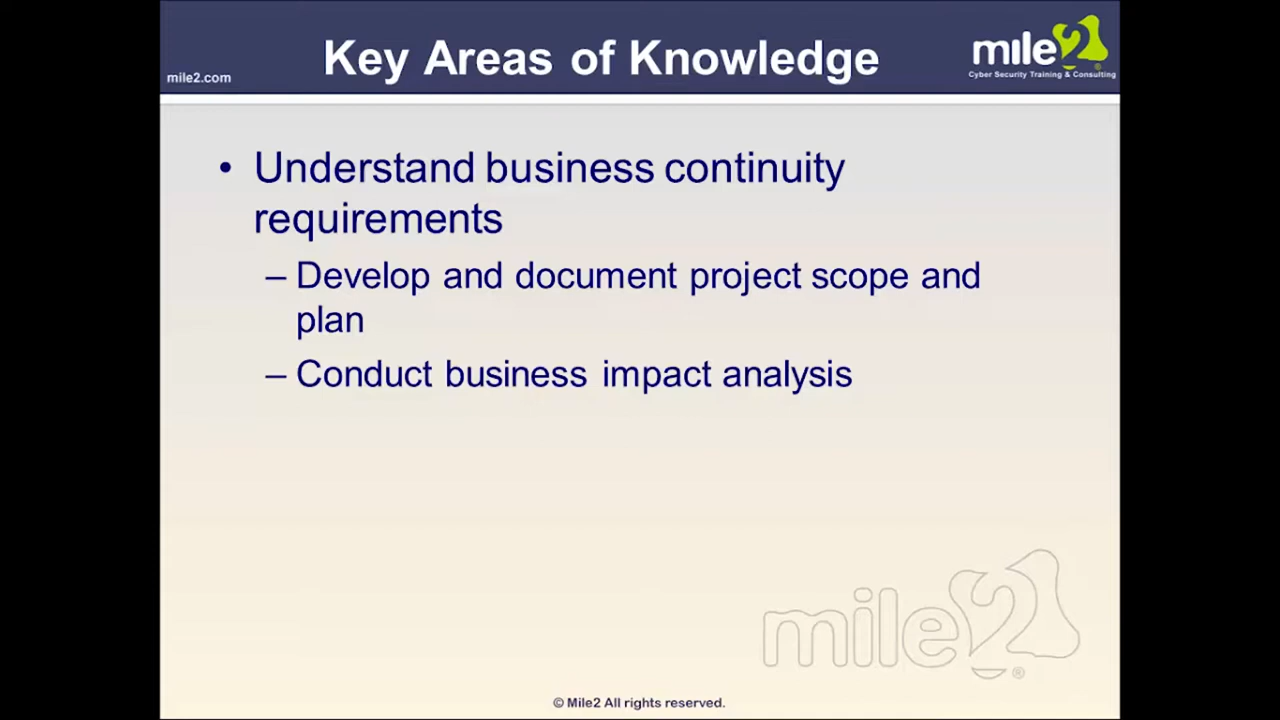 Key Areas of Knowledge
mile2.com
mile2®
Cyber Security Training & Consulting
• Understand business continuity
requirements
– Develop and document project scope and
plan
– Conduct business impact analysis
mile2®
© Mile2 All rights reserved.